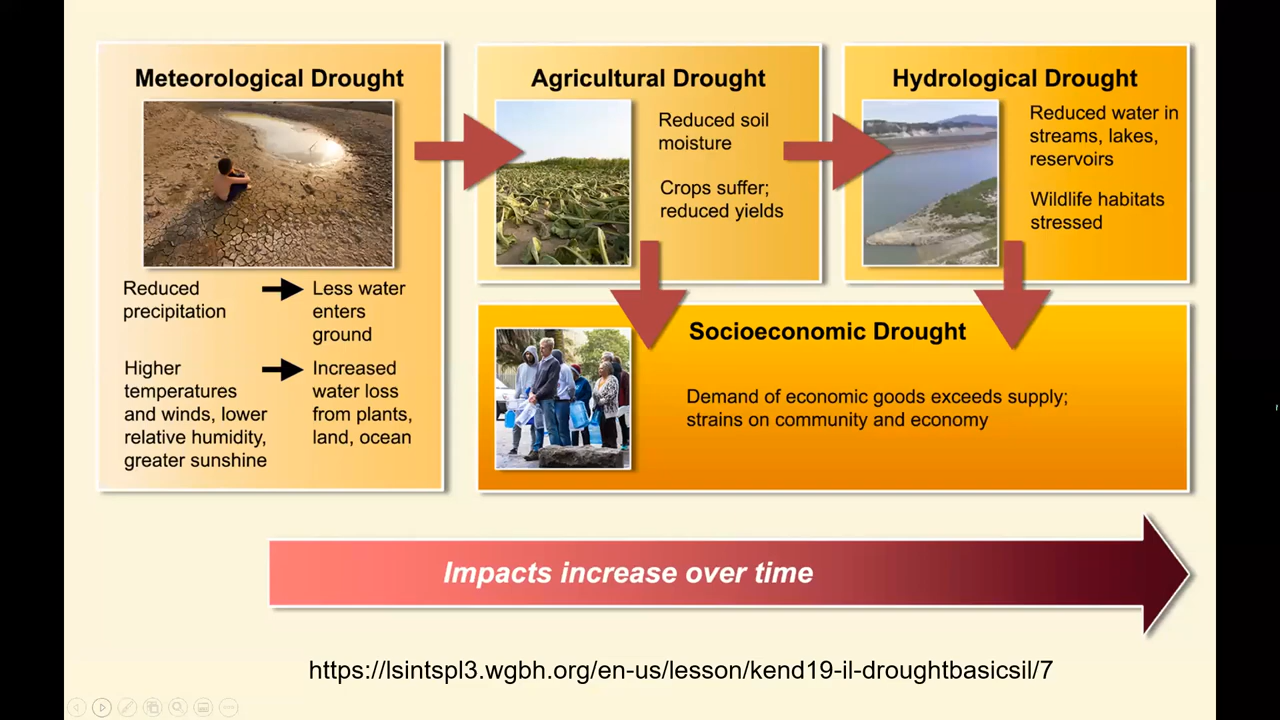 Meteorological Drought
Reduced
precipitation
Less water
enters
ground
Higher
temperatures
and winds, lower
relative humidity,
greater sunshine
Increased
water loss
from plants,
land, ocean
Agricultural Drought
Reduced soil
moisture
Crops suffer;
reduced yields
Hydrological Drought
Reduced water in
streams, lakes,
reservoirs
Wildlife habitats
stressed
Socioeconomic Drought
Demand of economic goods exceeds supply;
strains on community and economy
Impacts increase over time
https://lsintspl3.wgbh.org/en-us/lesson/kend19-il-droughtbasicsil/7